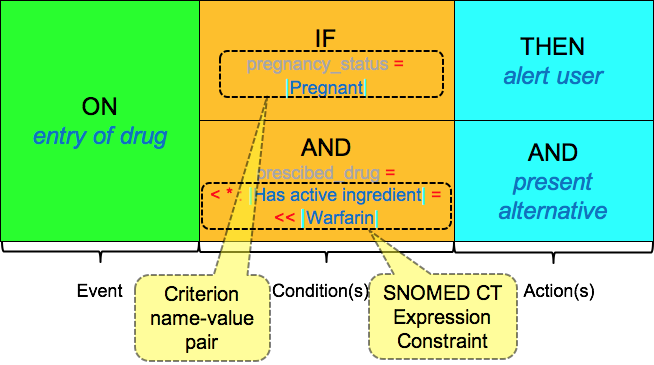 ON
entry of drug
IF
pregnancy_status =
|Pregnant|
AND
prescibed_drug =
< * : |Has active ingredient| =
<< |Warfarin|
THEN
alert user
AND
present
alternative
Event
Condition(s)
Action(s)
Criterion
name-value
pair
SNOMED CT
Expression
Constraint